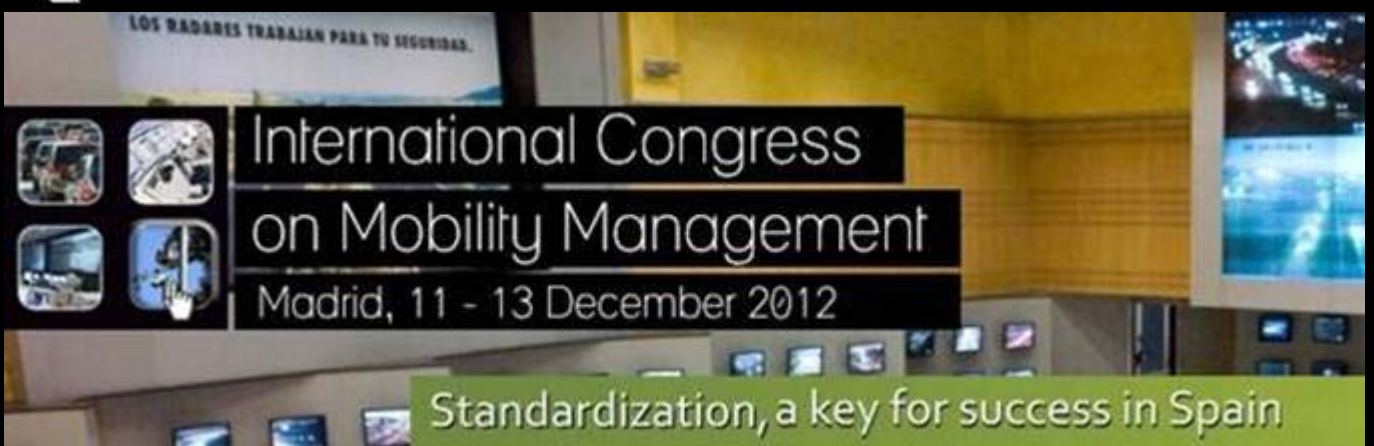 LOS RADARES TRABAJAN PARA TU SEGURIDAD.
International Congress
on Mobility Management
Madrid, 11 - 13 December 2012
Standardization, a key for success in Spain